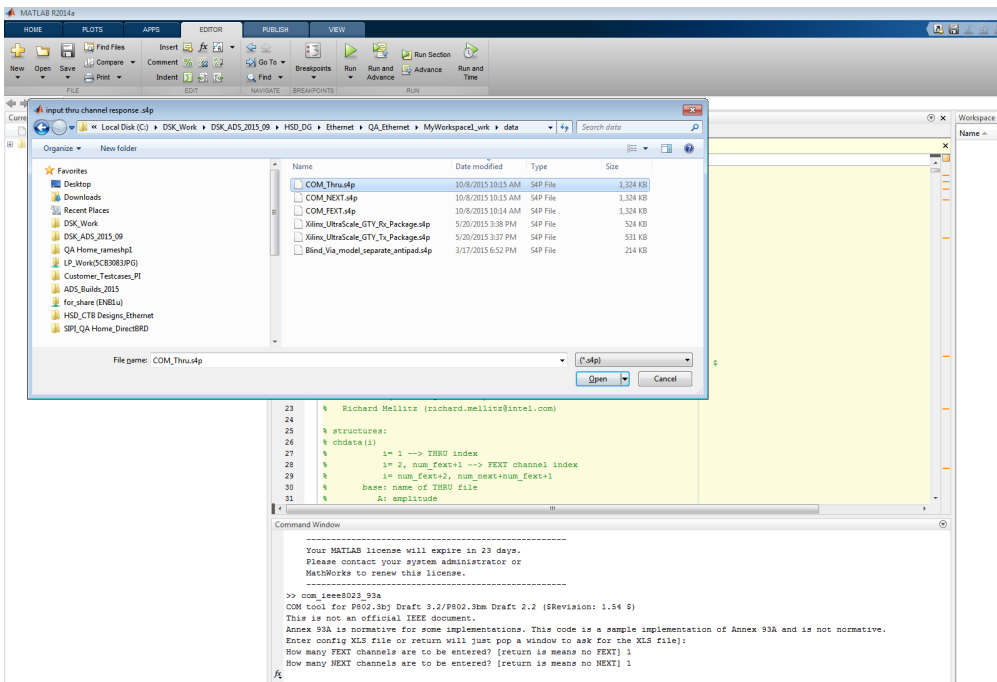 MATLAB R2014a
HOME PLOTS APPS EDITOR PUBLISH VIEW
New Open Save Find Files Compare Print
Insert fx Comment % Indent
Go To Find
Breakpoints Run Run and Advance Run Section Advance Run and Time
FILE EDIT NAVIGATE BREAKPOINTS RUN
Curre
input thru channel response .s4p
« Local Disk (C:) DSK_Work DSK_ADS_2015_09 HSD_DG Ethernet QA_Ethernet MyWorkspace1_wrk data
Search data
Organize New folder
Favorites
Desktop
Downloads
Recent Places
DSK_Work
DSK_ADS_2015_09
QA Home_rameshp1
LP_Work(5CB3083JPG)
Customer_Testcases_PI
ADS_Builds_2015
for_share (ENB1u)
HSD_CTB Designs_Ethernet
SIPI_QA Home_DirectBRD
Name Date modified Type Size
COM_Thru.s4p 10/8/2015 10:15 AM S4P File 1,324 KB
COM_NEXT.s4p 10/8/2015 10:15 AM S4P File 1,324 KB
COM_FEXT.s4p 10/8/2015 10:14 AM S4P File 1,324 KB
Xilinx_UltraScale_GTY_Rx_Package.s4p 5/20/2015 3:38 PM S4P File 524 KB
Xilinx_UltraScale_GTY_Tx_Package.s4p 5/20/2015 3:37 PM S4P File 531 KB
Blind_Via_model_separate_antipad.s4p 3/17/2015 6:52 PM S4P File 214 KB
File name: COM_Thru.s4p
(*.s4p)
Open Cancel
Workspace
Name
$
23 % Richard Mellitz (richard.mellitz@intel.com)
24
25 % structures:
26 % chdata(i)
27 % i= 1 --> THRU index
28 % i= 2, num_fext+1 --> FEXT channel index
29 % i= num_fext+2, num_next+num_fext+1
30 % base: name of THRU file
31 % A: amplitude
Command Window
-----------------------------------------------------
Your MATLAB license will expire in 23 days.
Please contact your system administrator or
MathWorks to renew this license.
-----------------------------------------------------
>> com_ieee8023_93a
COM tool for P802.3bj Draft 3.2/P802.3bm Draft 2.2 ($Revision: 1.54 $)
This is not an official IEEE document.
Annex 93A is normative for some implementations. This code is a sample implementation of Annex 93A and is not normative.
Enter config XLS file or return will just pop a window to ask for the XLS file]:
How many FEXT channels are to be entered? [return is means no FEXT] 1
How many NEXT channels are to be entered? [return is means no NEXT] 1
fx